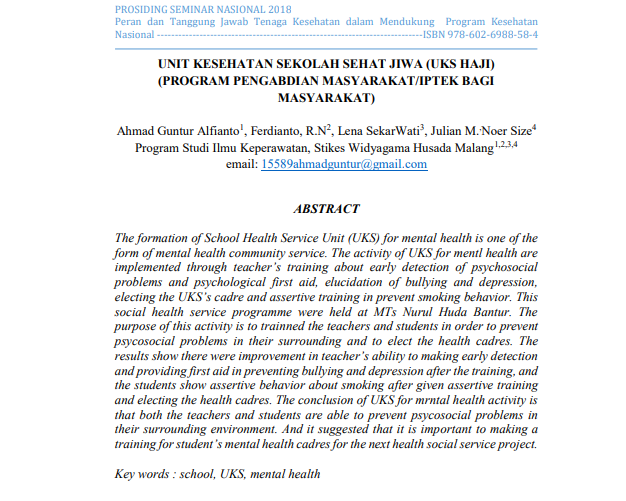 PROSIDING SEMINAR NASIONAL 2018
Peran dan Tanggung Jawab Tenaga Kesehatan dalam Mendukung Program Kesehatan
Nasional --------------------------------------------------------------------------ISBN 978-602-6988-58-4
UNIT KESEHATAN SEKOLAH SEHAT JIWA (UKS HAJI)
(PROGRAM PENGABDIAN MASYARAKAT/IPTEK BAGI
MASYARAKAT)
Ahmad Guntur Alfianto1, Ferdianto, R.N2, Lena SekarWati3, Julian M.Noer Size4
Program Studi Ilmu Keperawatan, Stikes Widyagama Husada Malang1,2,3,4
email: 15589ahmadguntur@gmail.com
ABSTRACT
The formation of School Health Service Unit (UKS) for mental health is one of the
form of mental health community service. The activity of UKS for mentl health are
implemented through teacher's training about early detection of psychosocial
problems and psychological first aid, elucidation of bullying and depression,
electing the UKS's cadre and assertive training in prevent smoking behavior. This
social health service programme were held at MTs Nurul Huda Bantur. The
purpose of this activity is to trainned the teachers and students in order to prevent
psycosocial problems in their surrounding and to elect the health cadres. The
results show there were improvement in teacher's ability to making early detection
and providing first aid in preventing bullying and depression after the training, and
the students show assertive behavior about smoking after given assertive training
and electing the health cadres. The conclusion of UKS for mrntal health activity is
that both the teachers and students are able to prevent psycosocial problems in
their surrounding environment. And it suggested that it is important to making a
training for student's mental health cadres for the next health social service project.
Key words : school, UKS, mental health